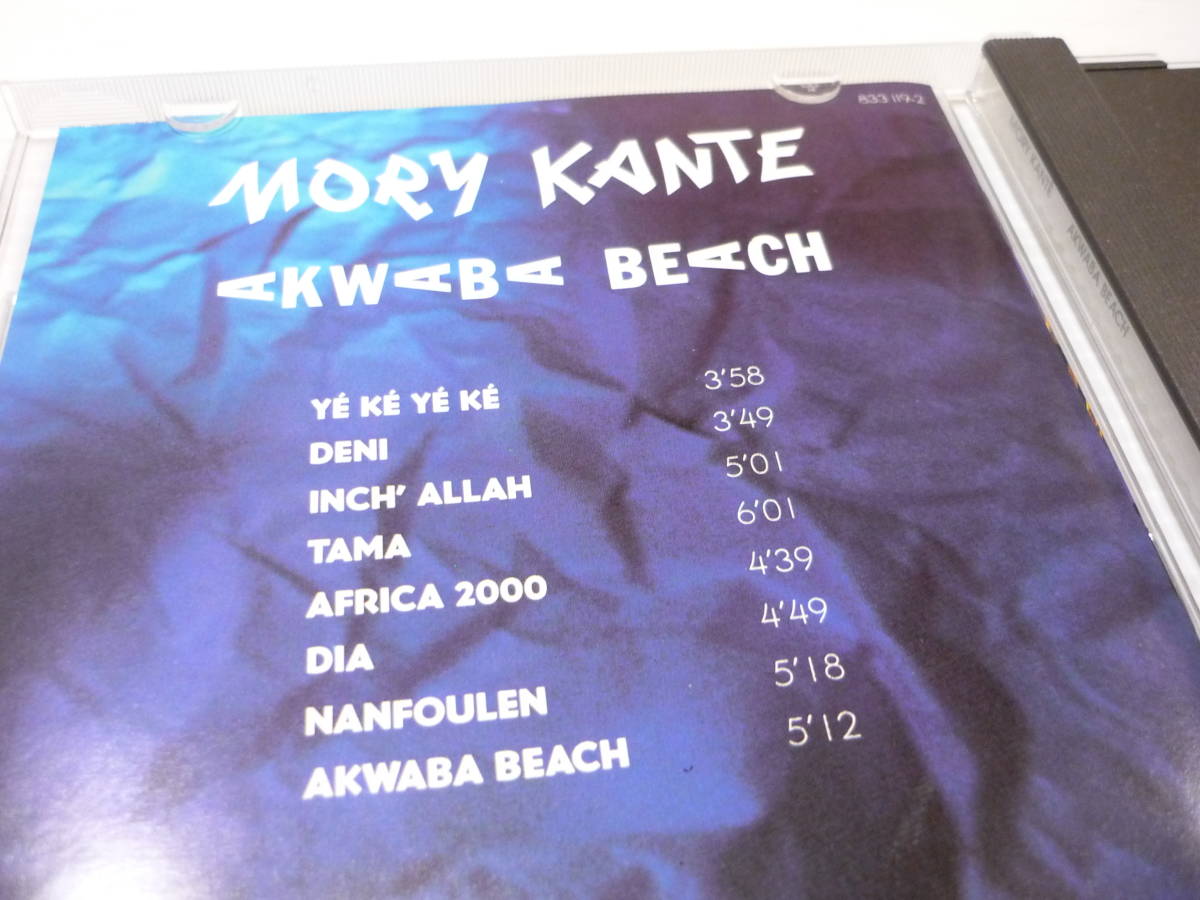 833 119-2
MORY KANTE
AKWABA BEACH
YÉ KÉ YÉ KÉ 3'58
DENI 3'49
INCH' ALLAH 5'01
TAMA 6'01
AFRICA 2000 4'39
DIA 4'49
NANFOULEN 5'18
AKWABA BEACH 5'12
MORY KANTÉ AKWABA BEACH